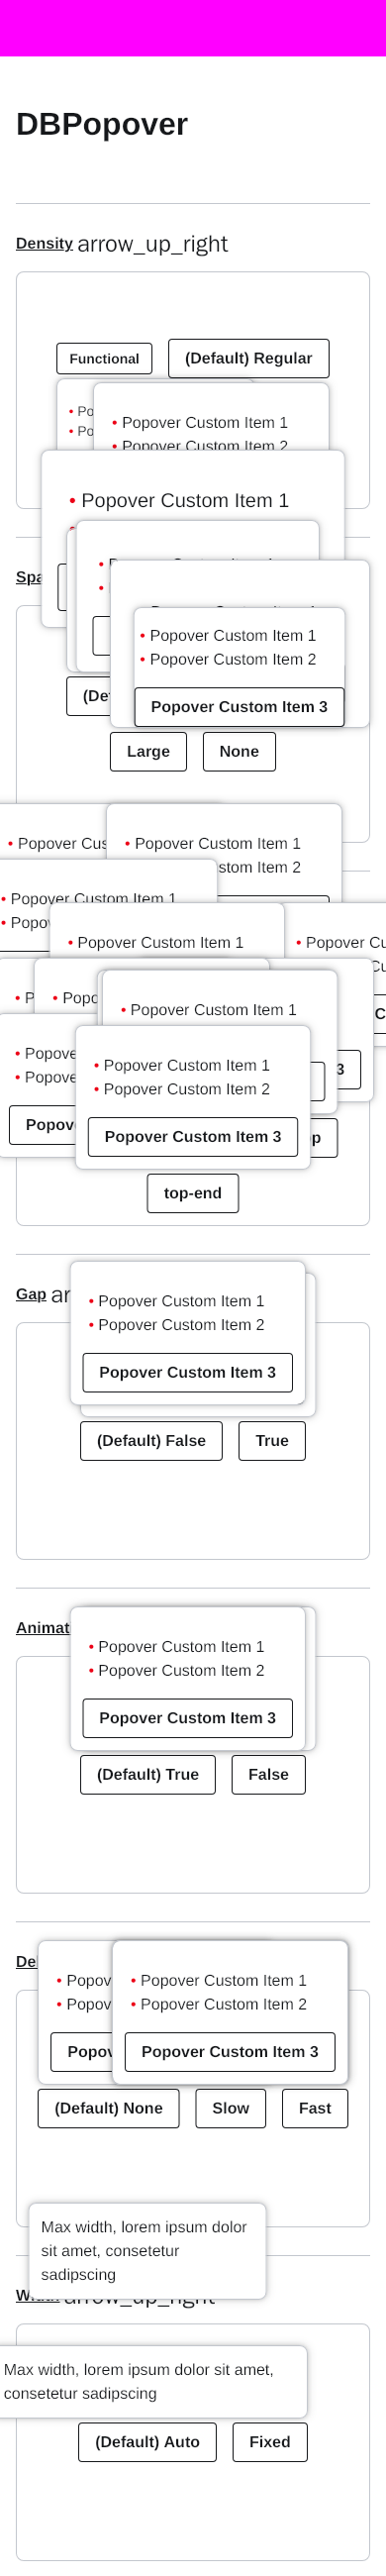 DBPopover
Density arrow_up_right
Functional
(Default) Regular
• Po
• Po
• Popover Custom Item 1
• Popover Custom Item 2
• Popover Custom Item 1
Spa
• Popover Custom Item 1
• Popover Custom Item 2
Popover Custom Item 3
(De
Large
None
• Popover Cus
• Popover Custom Item 1
stom Item 2
• Popover Custom Item 1
• Popo
• Popover Custom Item 1
• Popover Cu
• P
• Popo
• Popover Custom Item 1
3
• Popove
• Popove
• Popover Custom Item 1
• Popover Custom Item 2
Popov
Popover Custom Item 3
p
top-end
Gap ar
• Popover Custom Item 1
• Popover Custom Item 2
Popover Custom Item 3
(Default) False
True
Animat
• Popover Custom Item 1
• Popover Custom Item 2
Popover Custom Item 3
(Default) True
False
De
• Popov
• Popov
Popov
• Popover Custom Item 1
• Popover Custom Item 2
Popover Custom Item 3
(Default) None
Slow
Fast
Max width, lorem ipsum dolor
sit amet, consetetur
sadipscing
Width arrow_up_right
Max width, lorem ipsum dolor sit amet,
consetetur sadipscing
(Default) Auto
Fixed